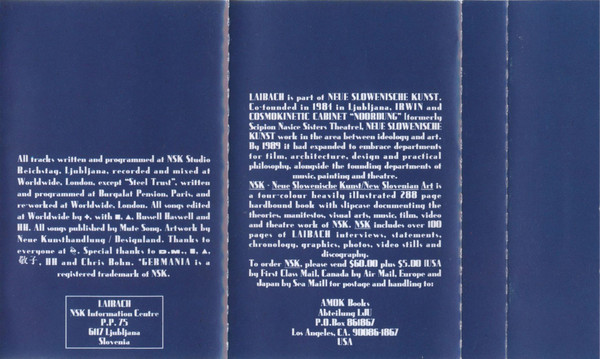 All tracks written and programmed at NSK Studio
Reichstag, Ljubljana, recorded and mixed at
Worldwide, London, except "Steel Trust", written
and programmed at Burgalat Pension, Paris, and
re-worked at Worldwide, London. All songs edited
at Worldwide by ✚, with ■, ▲, Russell Haswell and
HH. All songs published by Mute Song. Artwork by
Neue Kunsthandlung / Designland. Thanks to
everyone at. Special thanks to ■, ▲,
敬子, HH and Chris Bohn. "GERMANIA is a
registered trademark of NSK.
LAIBACH
NSK Information Centre
P.P. 75
6117 Ljubljana
Slovenia
LAIBACH is part of NEUE SLOWENISCHE KUNST.
Co-founded in 1984 in Ljubljana, IRWIN and
COSMOKINETIC CABINET "NOORDUNG" (formerly
Scipion Nasice Sisters Theatre), NEUE SLOWENISCHE
KUNST work in the area between ideology and art.
By 1989 it had expanded to embrace departments
for film, architecture, design and practical
philosophy, alongside the founding departments of
music, painting and theatre.
NSK - Neue Slowenische Kunst/New Slovenian Art is
a four-colour heavily illustrated 288 page
hardbound book with slipcase documenting the
theories, manifestos, visual arts, music, film, video
and theatre work of NSK. NSK includes over 100
pages of LAIBACH interviews, statements,
chronology, graphics, photos, video stills and
discography.
To order NSK, please send $60.00 plus $5.00 (USA
by First Class Mail, Canada by Air Mail, Europe and
Japan by Sea Mail) for postage and handling to:
AMOK Books
Abteilung LdU
P.O.Box 861867
Los Angeles, CA. 90086-1867
USA